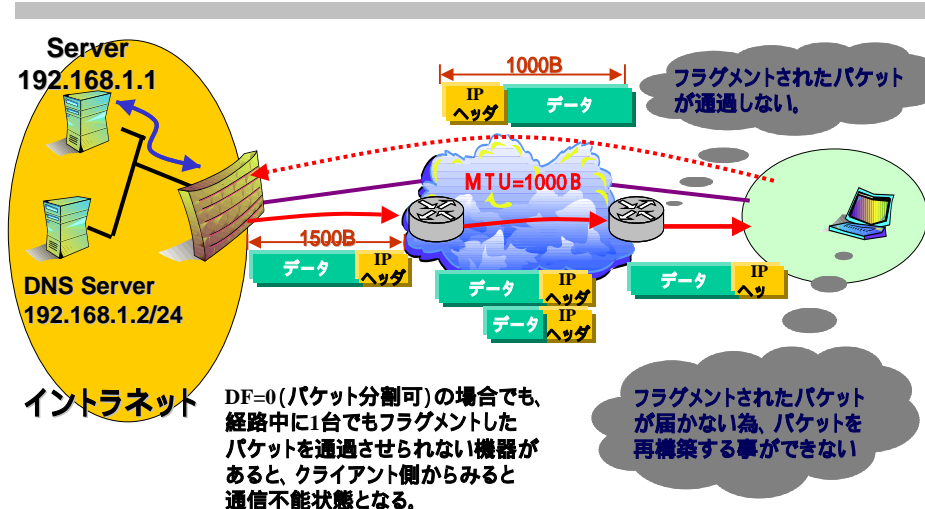 Server
192.168.1.1
1000B
IP
ヘッダ
データ
フラグメントされたパケット
が通過しない。
MTU=1000B
1500B
データ
IP
ヘッダ
データ
IP
ヘッダ
データ
IP
ヘッダ
データ
IP
ヘッ
DNS Server
192.168.1.2/24
イントラネット
DF=0(パケット分割可)の場合でも、
経路中に1台でもフラグメントした
パケットを通過させられない機器が
あると、クライアント側からみると
通信不能状態となる。
フラグメントされたパケット
が届かない為、パケットを
再構築する事ができない